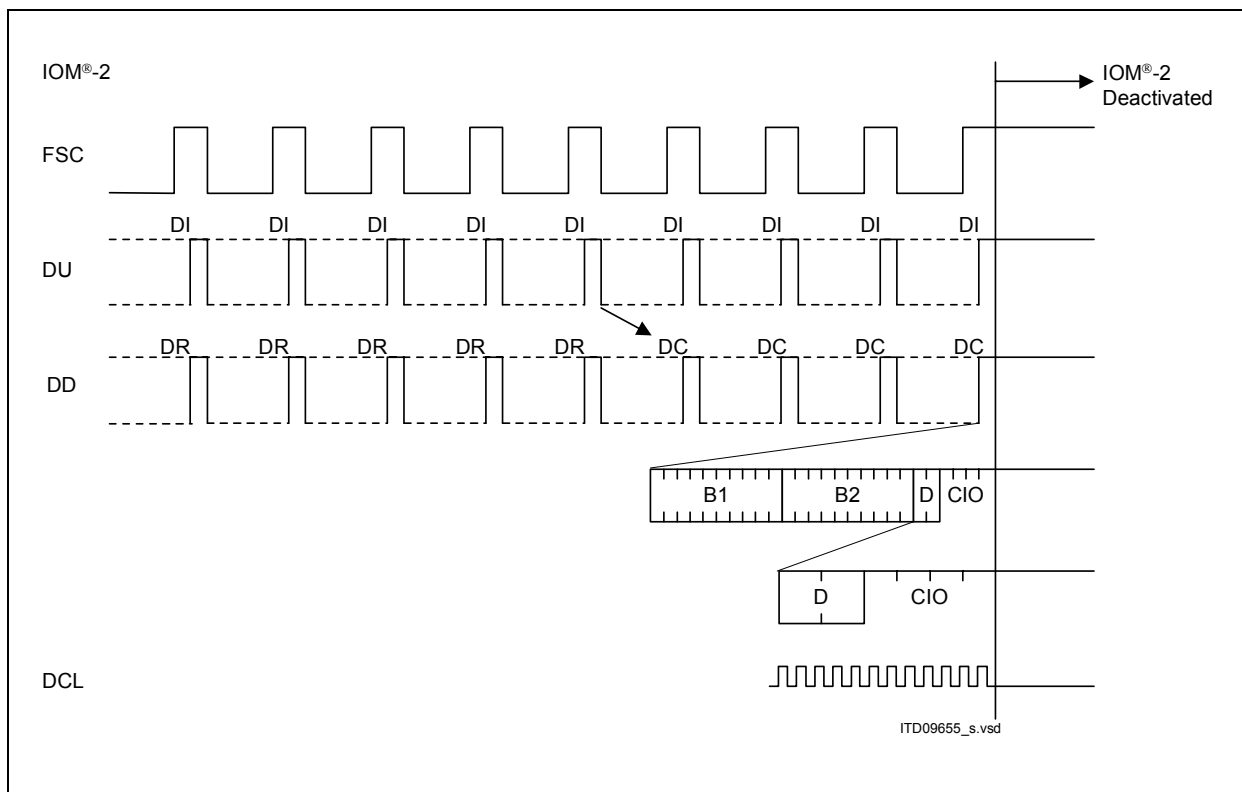 IOM®-2
IOM®-2
Deactivated
FSC
DI DI DI DI DI DI DI DI DI
DU
DR DR DR DR DR DC DC DC DC
DD
B1 B2 D CIO
D CIO
DCL
ITD09655_s.vsd